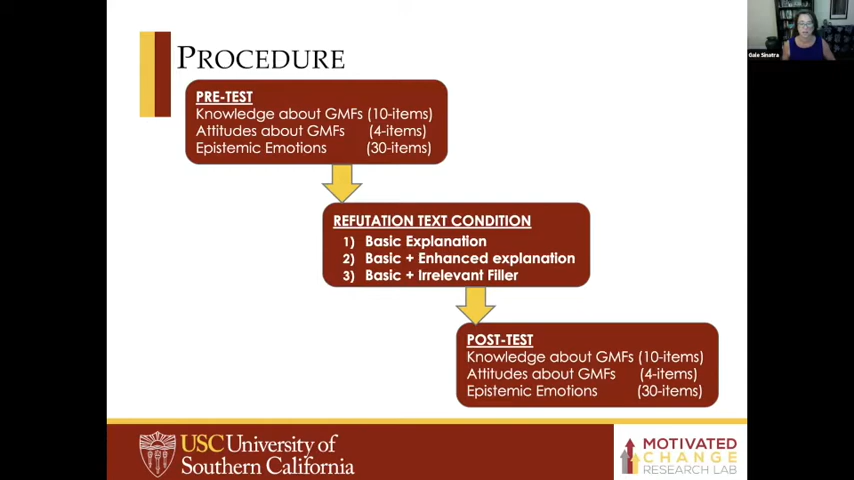 PROCEDURE
PRE-TEST
Knowledge about GMFs (10-items)
Attitudes about GMFs (4-items)
Epistemic Emotions (30-items)
REFUTATION TEXT CONDITION
1) Basic Explanation
2) Basic + Enhanced explanation
3) Basic + Irrelevant Filler
POST-TEST
Knowledge about GMFs (10-items)
Attitudes about GMFs (4-items)
Epistemic Emotions (30-items)
USC University of
Southern California
MOTIVATED
CHANGE
RESEARCH LAB
Gale Sinatra